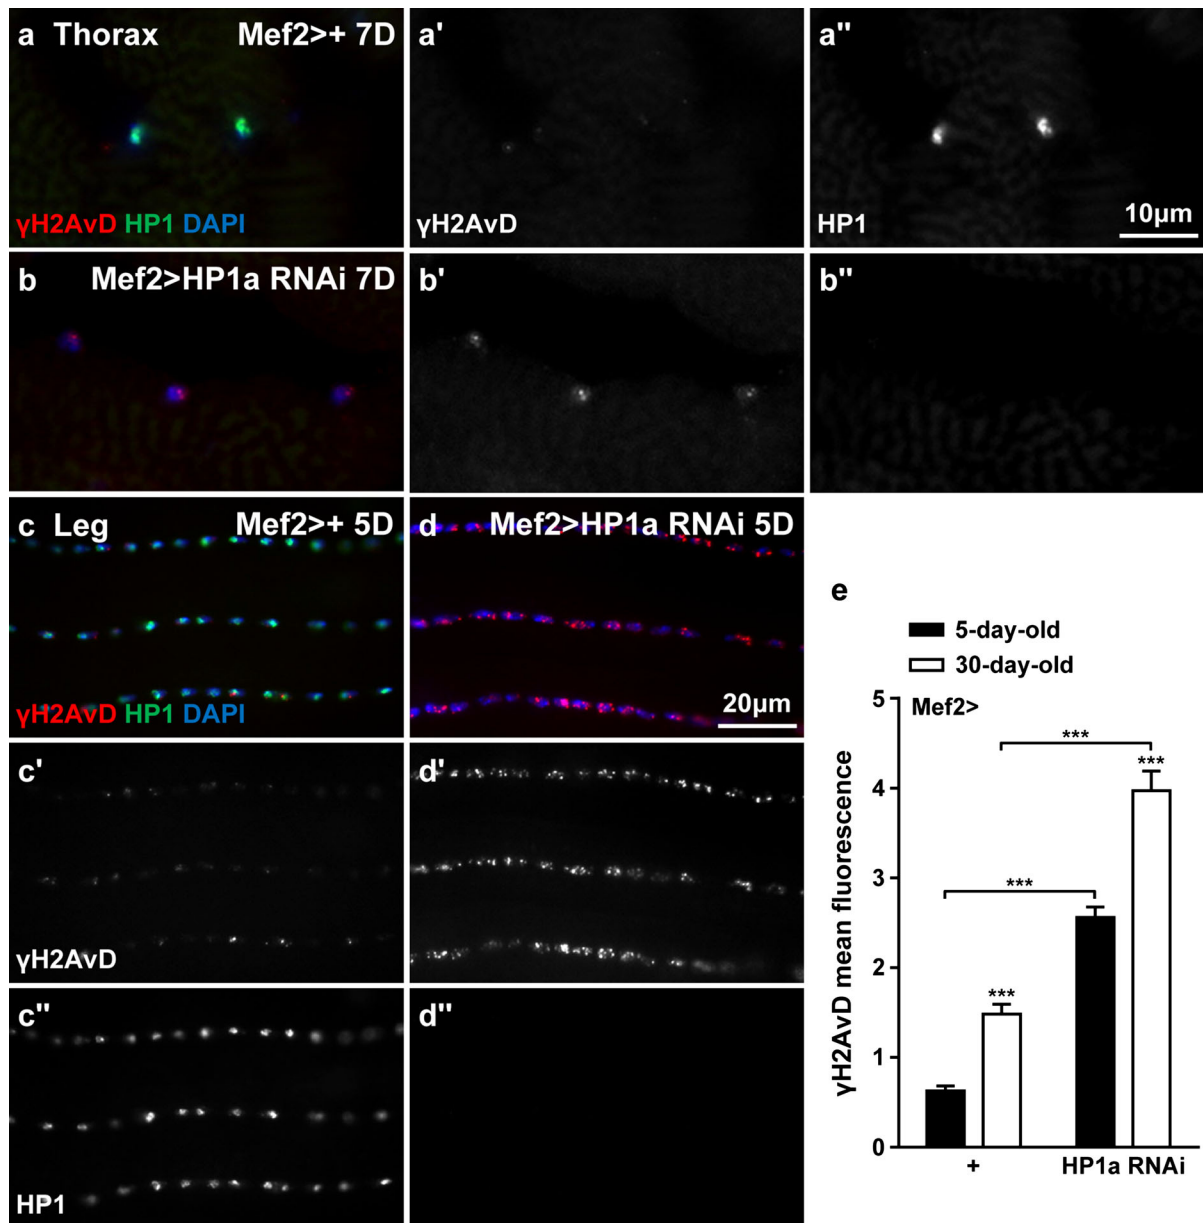 a Thorax Mef2>+ 7D
γH2AvD HP1 DAPI
a'
γH2AvD
a"
HP1
10μm
b Mef2>HP1a RNAi 7D
b'
b"
c Leg Mef2>+ 5D
γH2AvD HP1 DAPI
d Mef2>HP1a RNAi 5D
20μm
c'
γH2AvD
d'
c"
HP1
d"
e
5-day-old
30-day-old
Mef2>
γH2AvD mean fluorescence
5
4
3
2
1
0
***
***
***
***
+
HP1a RNAi